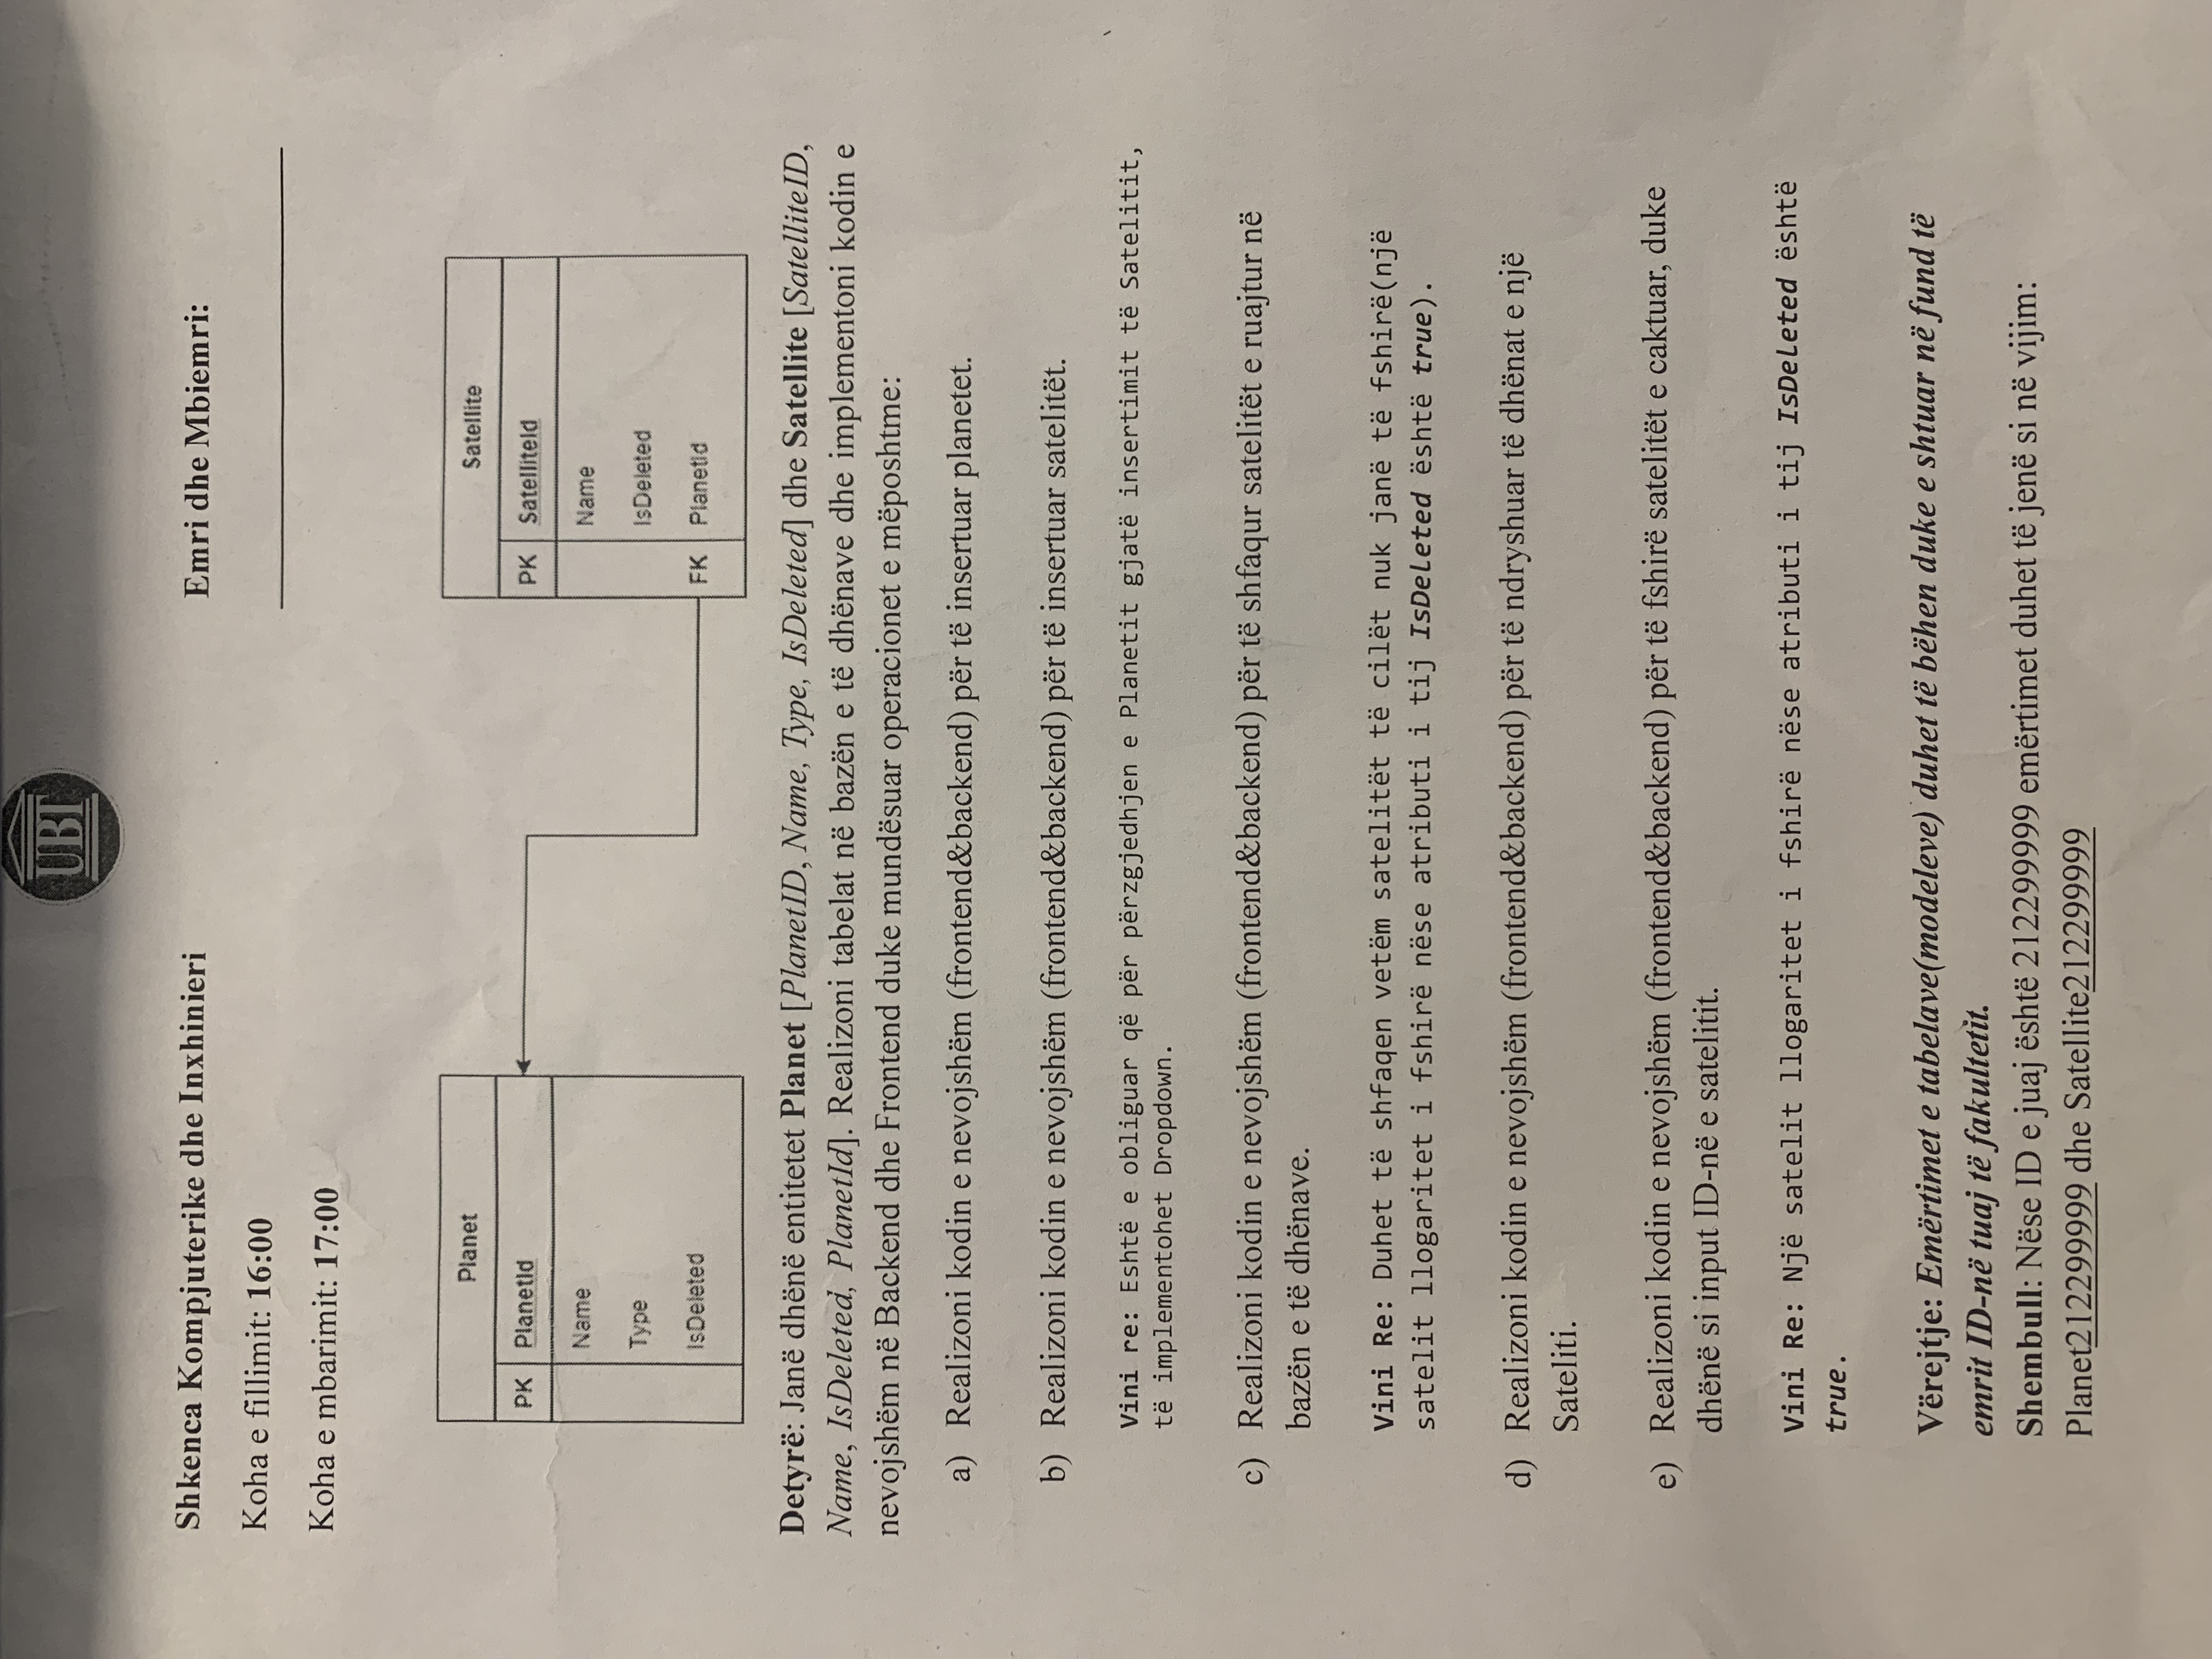 UBT
Shkenca Kompjuterike dhe Inxhinieri
Emri dhe Mbiemri:
Koha e fillimit: 16:00
Koha e mbarimit: 17:00
Planet
PK PlanetId
Name
Type
IsDeleted
Satellite
PK SatelliteId
Name
IsDeleted
FK PlanetId
Detyrë: Janë dhënë entitetet Planet [PlanetID, Name, Type, IsDeleted] dhe Satellite [SatelliteID,
Name, IsDeleted, PlanetId]. Realizoni tabelat në bazën e të dhënave dhe implementoni kodin e
nevojshëm në Backend dhe Frontend duke mundësuar operacionet e mëposhtme:
a) Realizoni kodin e nevojshëm (frontend&backend) për të insertuar planetet.
b) Realizoni kodin e nevojshëm (frontend&backend) për të insertuar satelitët.
Vini re: Eshtë e obliguar që për përzgjedhjen e Planetit gjatë insertimit të Satelitit,
të implementohet Dropdown.
c) Realizoni kodin e nevojshëm (frontend&backend) për të shfaqur satelitët e ruajtur në
bazën e të dhënave.
Vini Re: Duhet të shfaqen vetëm satelitët të cilët nuk janë të fshirë(një
satelit llogaritet i fshirë nëse atributi i tij IsDeleted është true).
d) Realizoni kodin e nevojshëm (frontend&backend) për të ndryshuar të dhënat e një
Sateliti.
e) Realizoni kodin e nevojshëm (frontend&backend) për të fshirë satelitët e caktuar, duke
dhënë si input ID-në e satelitit.
Vini Re: Një satelit llogaritet i fshirë nëse atributi i tij IsDeleted është
true.
Vërejtje: Emërtimet e tabelave(modeleve) duhet të bëhen duke e shtuar në fund të
emrit ID-në tuaj të fakultetit.
Shembull: Nëse ID e juaj është 212299999 emërtimet duhet të jenë si në vijim:
Planet212299999 dhe Satellite212299999